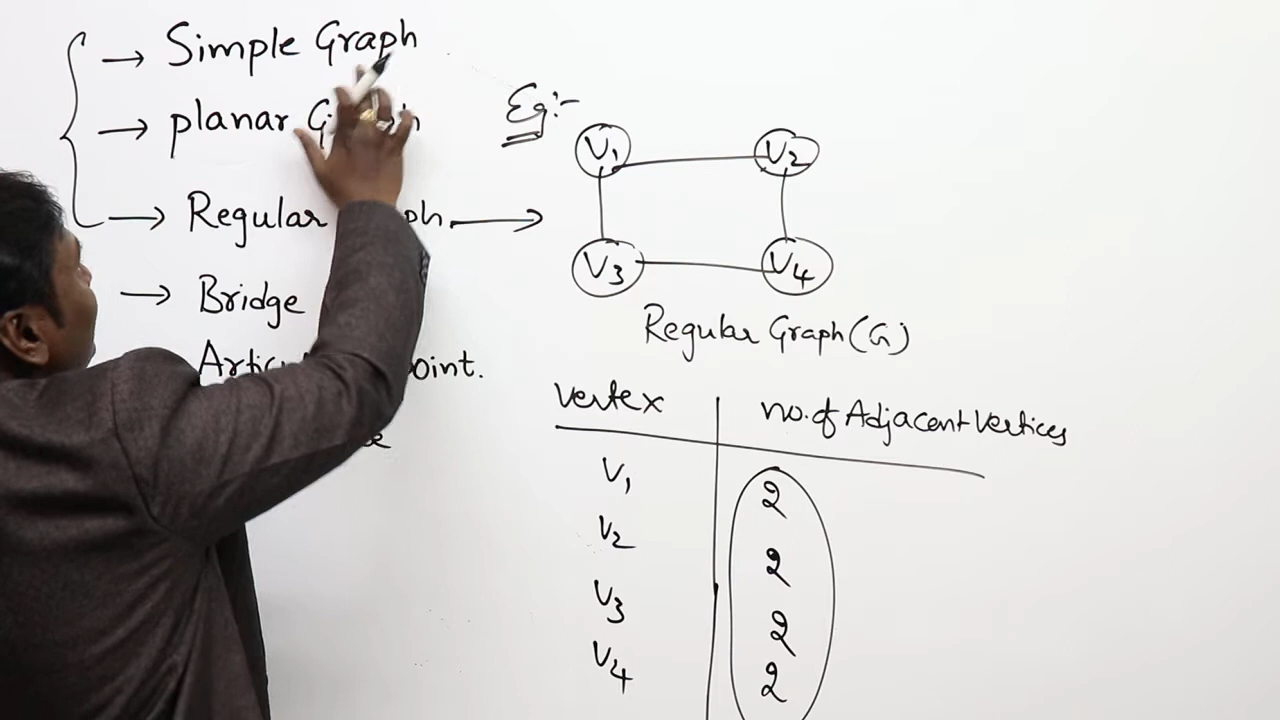 → Simple Graph
→ planar
→ Regular →
→ Bridge
Eg:-
V1 V2
V3 V4
Regular Graph (G)
Vertex no. of Adjacent Vertices
V1 2
V2 2
V3 2
V4 2